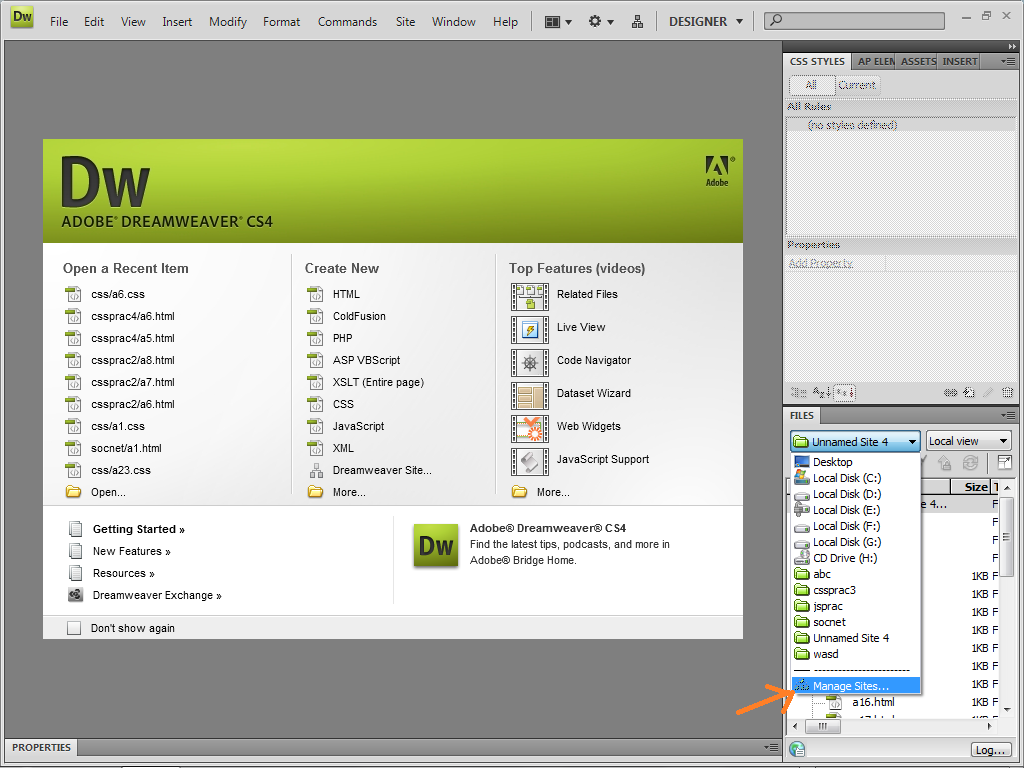 Dw File Edit View Insert Modify Format Commands Site Window Help DESIGNER
CSS STYLES AP ELEN ASSETS INSERT
All Current
All Rules
(no styles defined)
Properties
Add Property
Dw
ADOBE® DREAMWEAVER® CS4
Adobe®
Open a Recent Item
css/a6.css
cssprac4/a6.html
cssprac4/a5.html
cssprac2/a8.html
cssprac2/a7.html
cssprac2/a6.html
css/a1.css
socnet/a1.html
css/a23.css
Open...
Create New
HTML
ColdFusion
PHP
ASP VBScript
XSLT (Entire page)
CSS
JavaScript
XML
Dreamweaver Site...
More...
Top Features (videos)
Related Files
Live View
Code Navigator
Dataset Wizard
Web Widgets
JavaScript Support
More...
Getting Started »
New Features »
Resources »
Dreamweaver Exchange »
Dw
Adobe® Dreamweaver® CS4
Find the latest tips, podcasts, and more in
Adobe® Bridge Home.
Don't show again
FILES
Unnamed Site 4 Local view
Desktop
Local Disk (C:)
Local Disk (D:)
Local Disk (E:)
Local Disk (F:)
Local Disk (G:)
CD Drive (H:)
abc
cssprac3
jsprac
socnet
Unnamed Site 4
wasd
Manage Sites...
Size T
e 4... F
F
F
F
1KB F
1KB F
1KB F
1KB F
1KB F
1KB F
1KB F
a16.html 1KB F
PROPERTIES
Log...